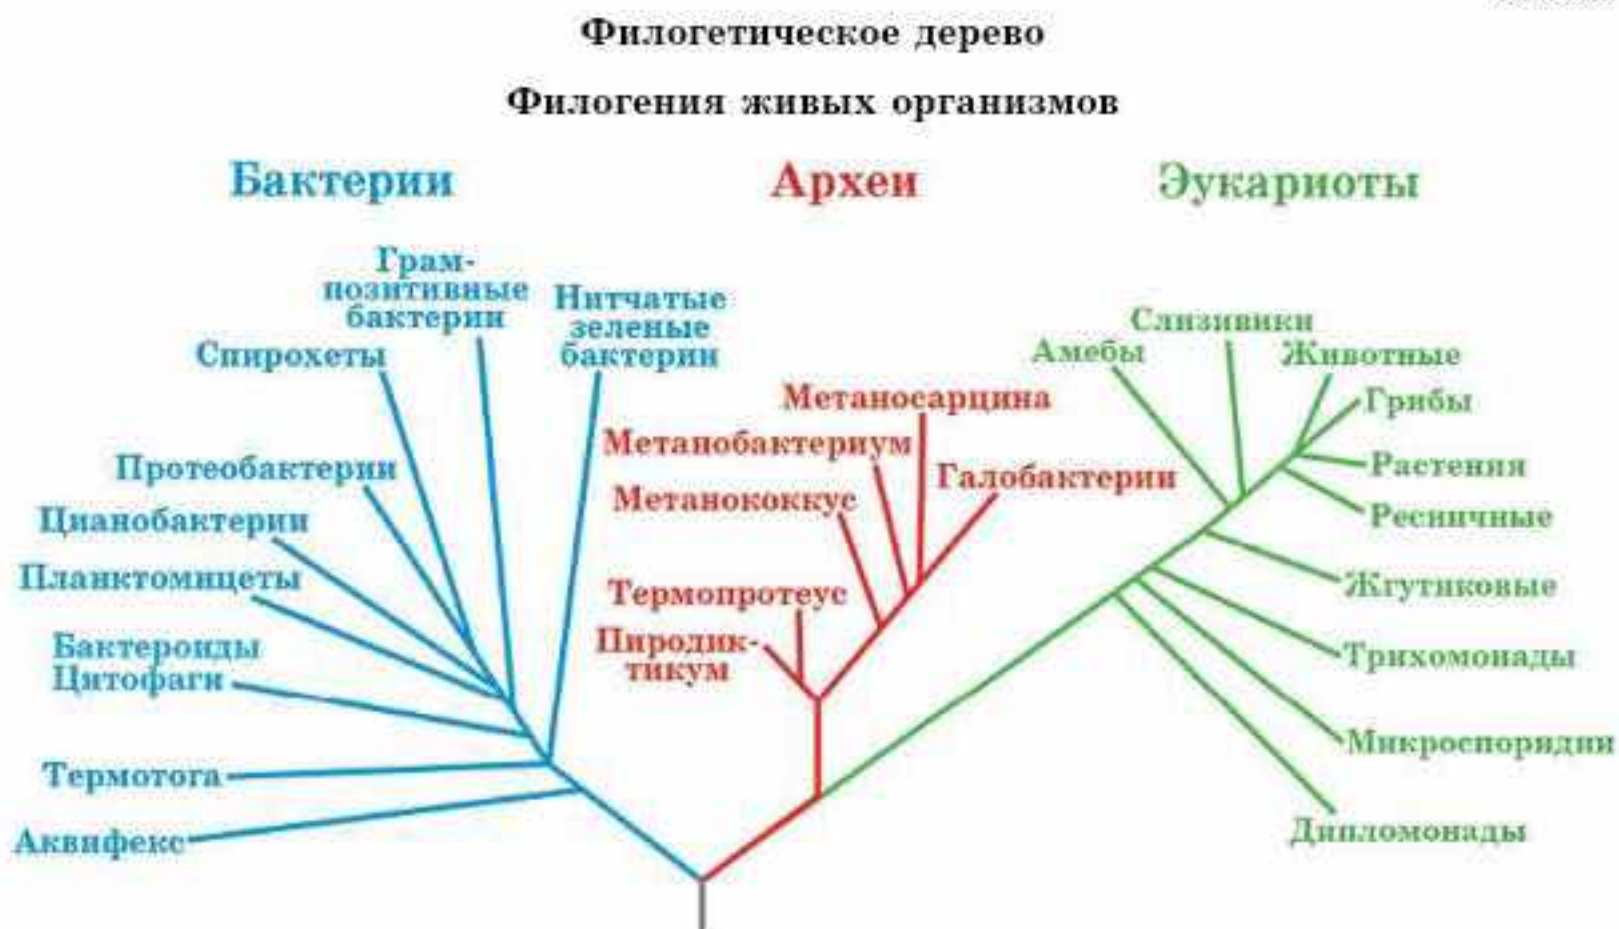 Филогетическое дерево
Филогения живых организмов
Бактерии
Археи
Эукариоты
Грам-
позитивные
бактерии
Нитчатые
зеленые
бактерии
Спирохеты
Протеобактерии
Цианобактерии
Планктомицеты
Бактероиды
Цитофаги
Термотога
Аквифекс
Метаносарцина
Метанобактериум
Галобактерии
Метанококкус
Термопротеус
Пиродик-
тикум
Слизивики
Амебы
Животные
Грибы
Растения
Ресничные
Жгутиковые
Трихомонады
Микроспоридии
Дипломонады